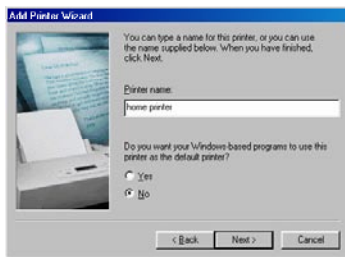 Add Printer Wizard
You can type a name for this printer, or you can use
the name supplied below. When you have finished,
click Next.
Printer name:
home printer
Do you want your Windows-based programs to use this
printer as the default printer?
Yes
No
< Back
Next >
Cancel